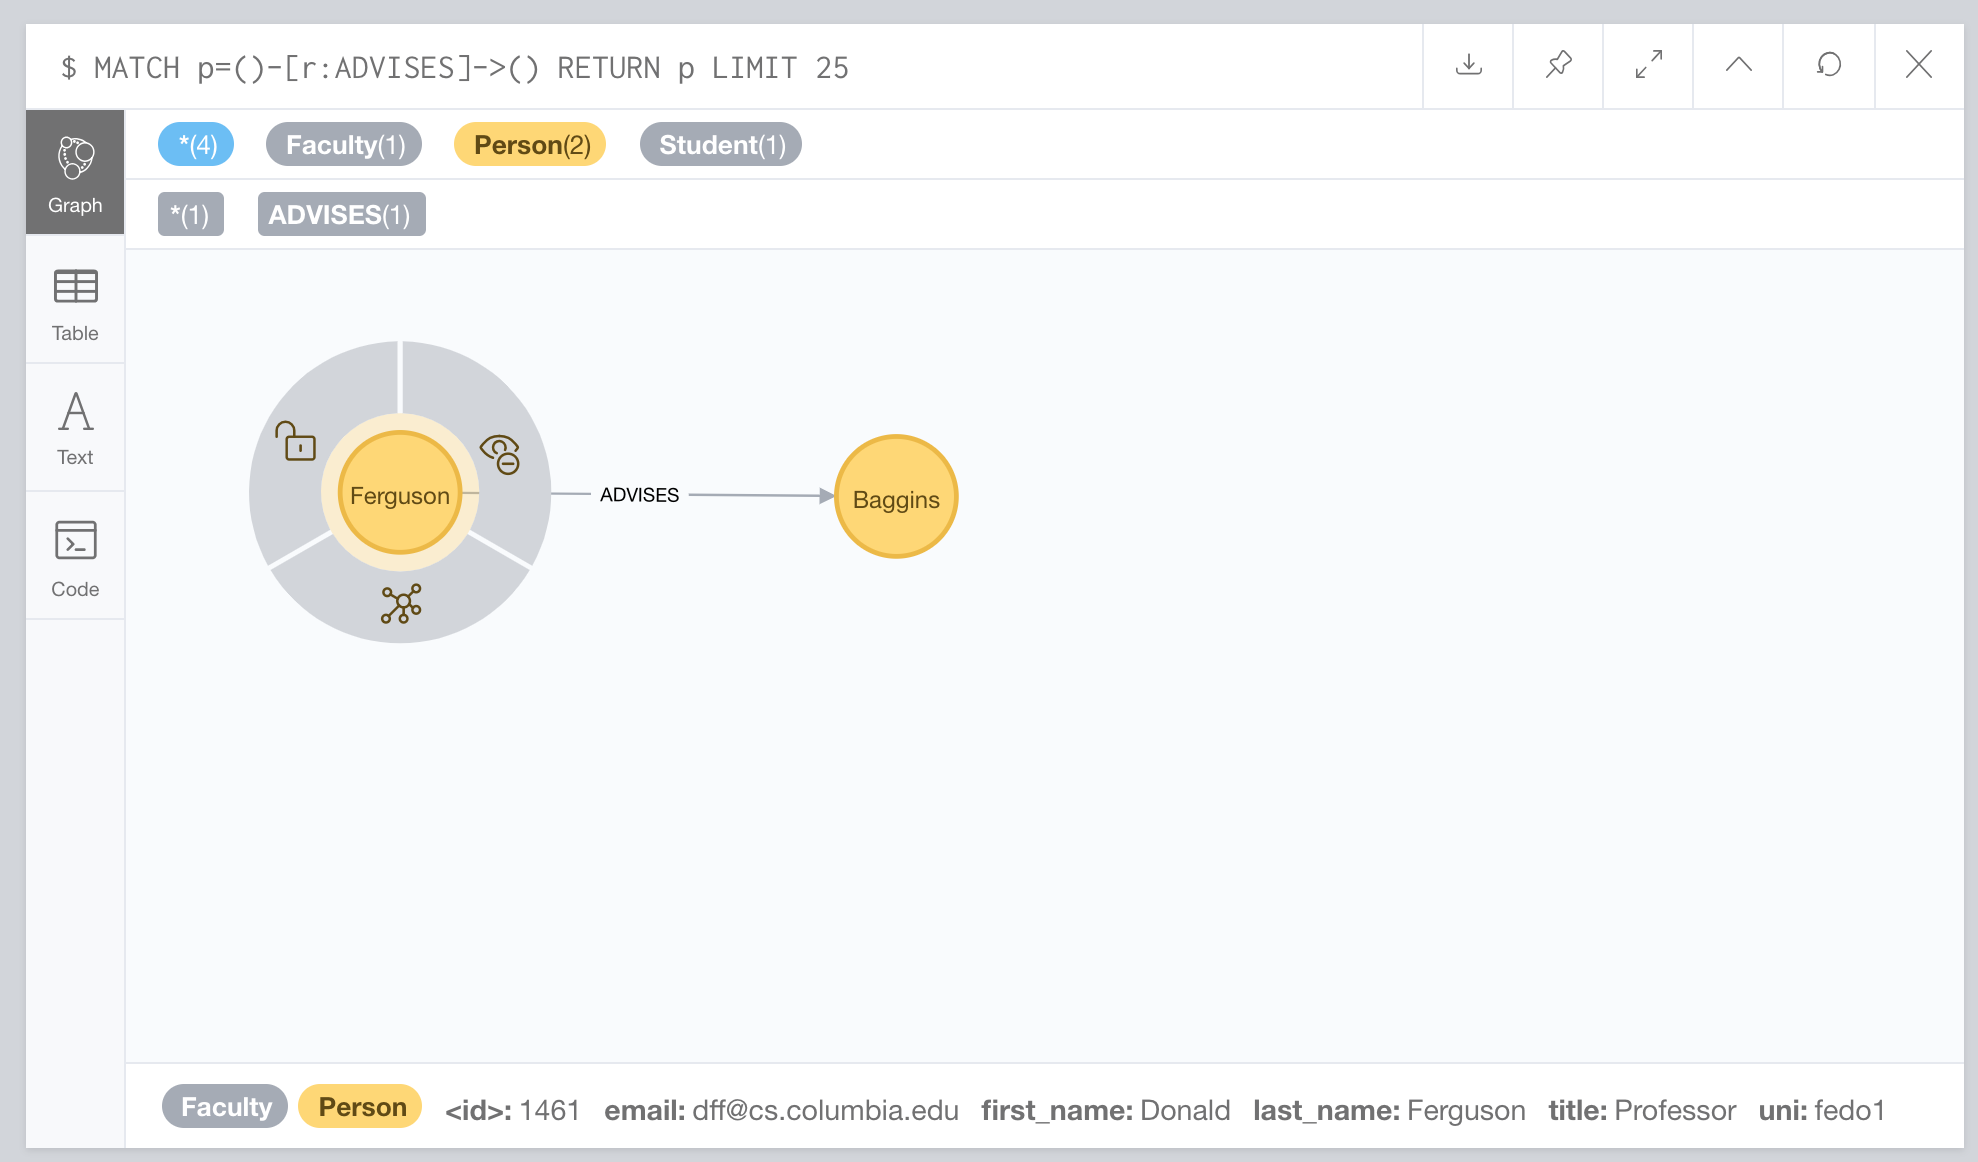 $ MATCH p=()-[r:ADVISES]->() RETURN p LIMIT 25
*(4) Faculty(1) Person(2) Student(1)
*(1) ADVISES(1)
Graph
Table
Text
Code
Ferguson ADVISES Baggins
Faculty Person <id>: 1461 email: dff@cs.columbia.edu first_name: Donald last_name: Ferguson title: Professor uni: fedo1